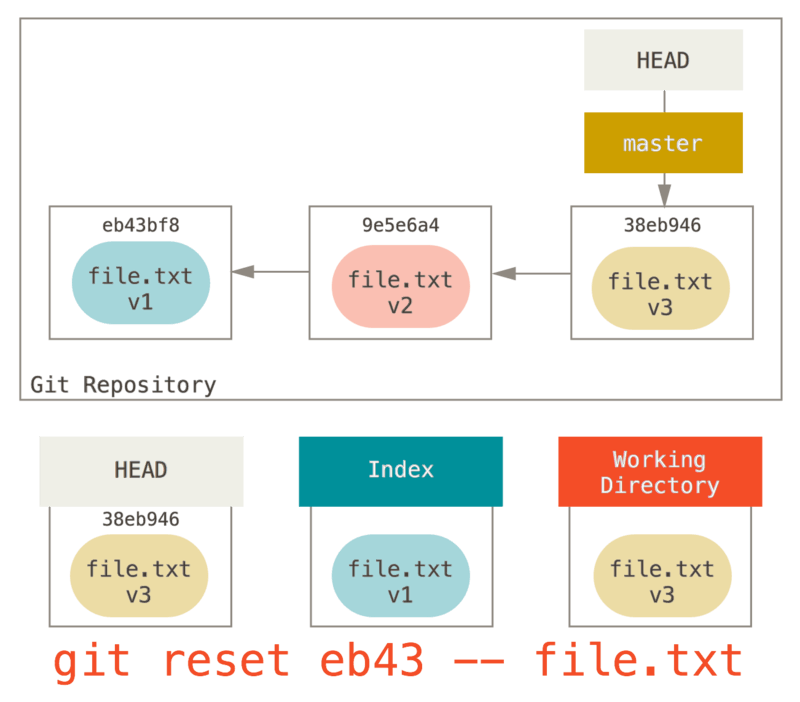 HEAD
master
eb43bf8
9e5e6a4
38eb946
file.txt
v1
file.txt
v2
file.txt
v3
Git Repository
HEAD
Index
Working
Directory
38eb946
file.txt
v3
file.txt
v1
file.txt
v3
git reset eb43 -- file.txt